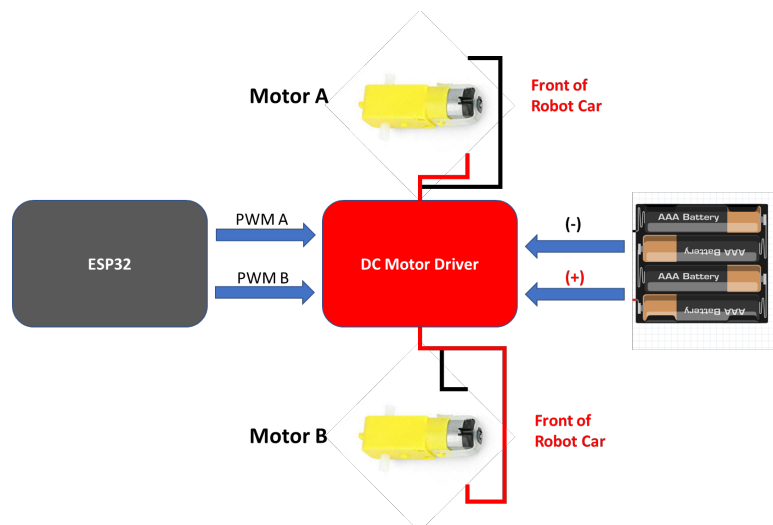 Motor A
Front of
Robot Car
PWM A
(-)
AAA Battery
AAA Battery
ESP32
DC Motor Driver
PWM B
(+)
AAA Battery
AAA Battery
Motor B
Front of
Robot Car